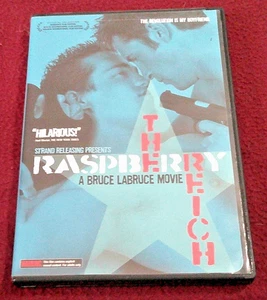 THE REVOLUTION IS MY BOYFRIEND
"HILARIOUS!"
STRAND RELEASING PRESENTS
THE
RASPBERRY
REICH
A BRUCE LABRUCE MOVIE